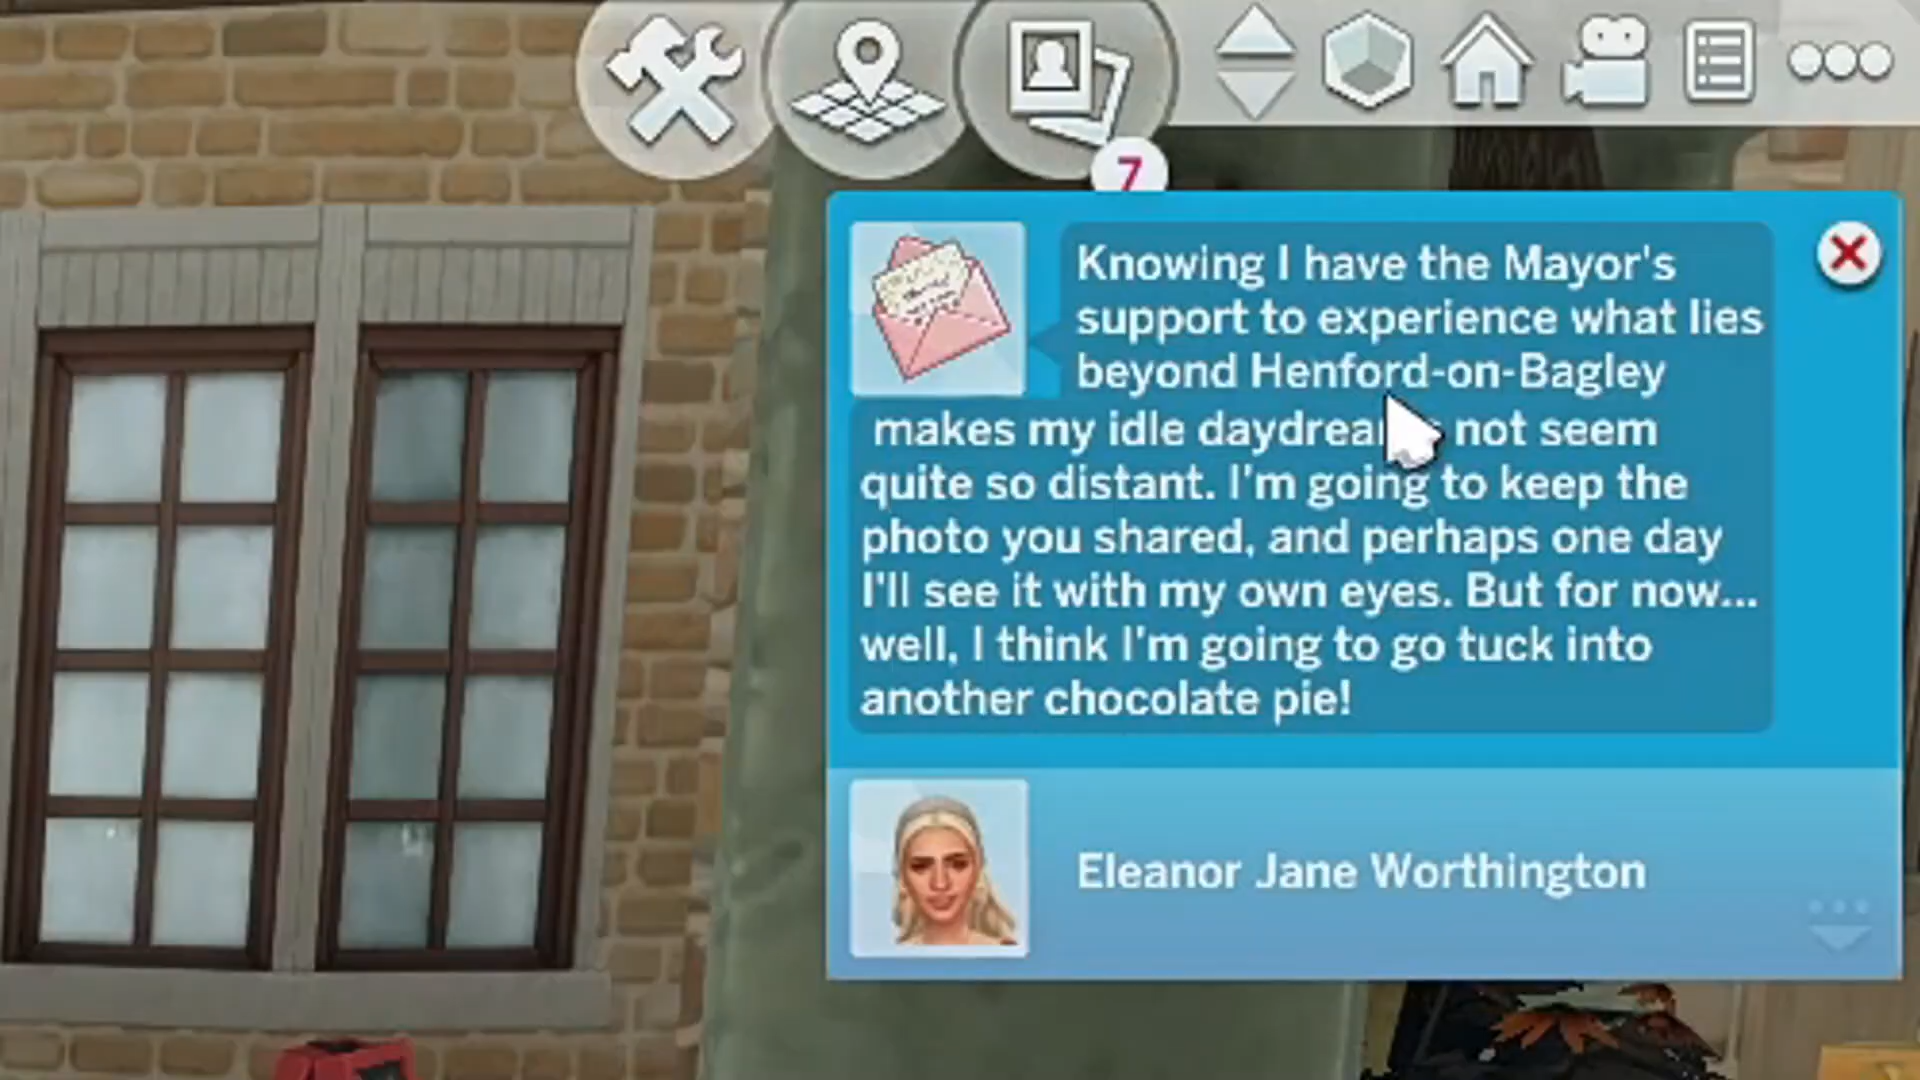 7
Knowing I have the Mayor's
support to experience what lies
beyond Henford-on-Bagley
makes my idle not seem
quite so distant. I'm going to keep the
photo you shared, and perhaps one day
I'll see it with my own eyes. But for now...
well, I think I'm going to go tuck into
another chocolate pie!
Eleanor Jane Worthington